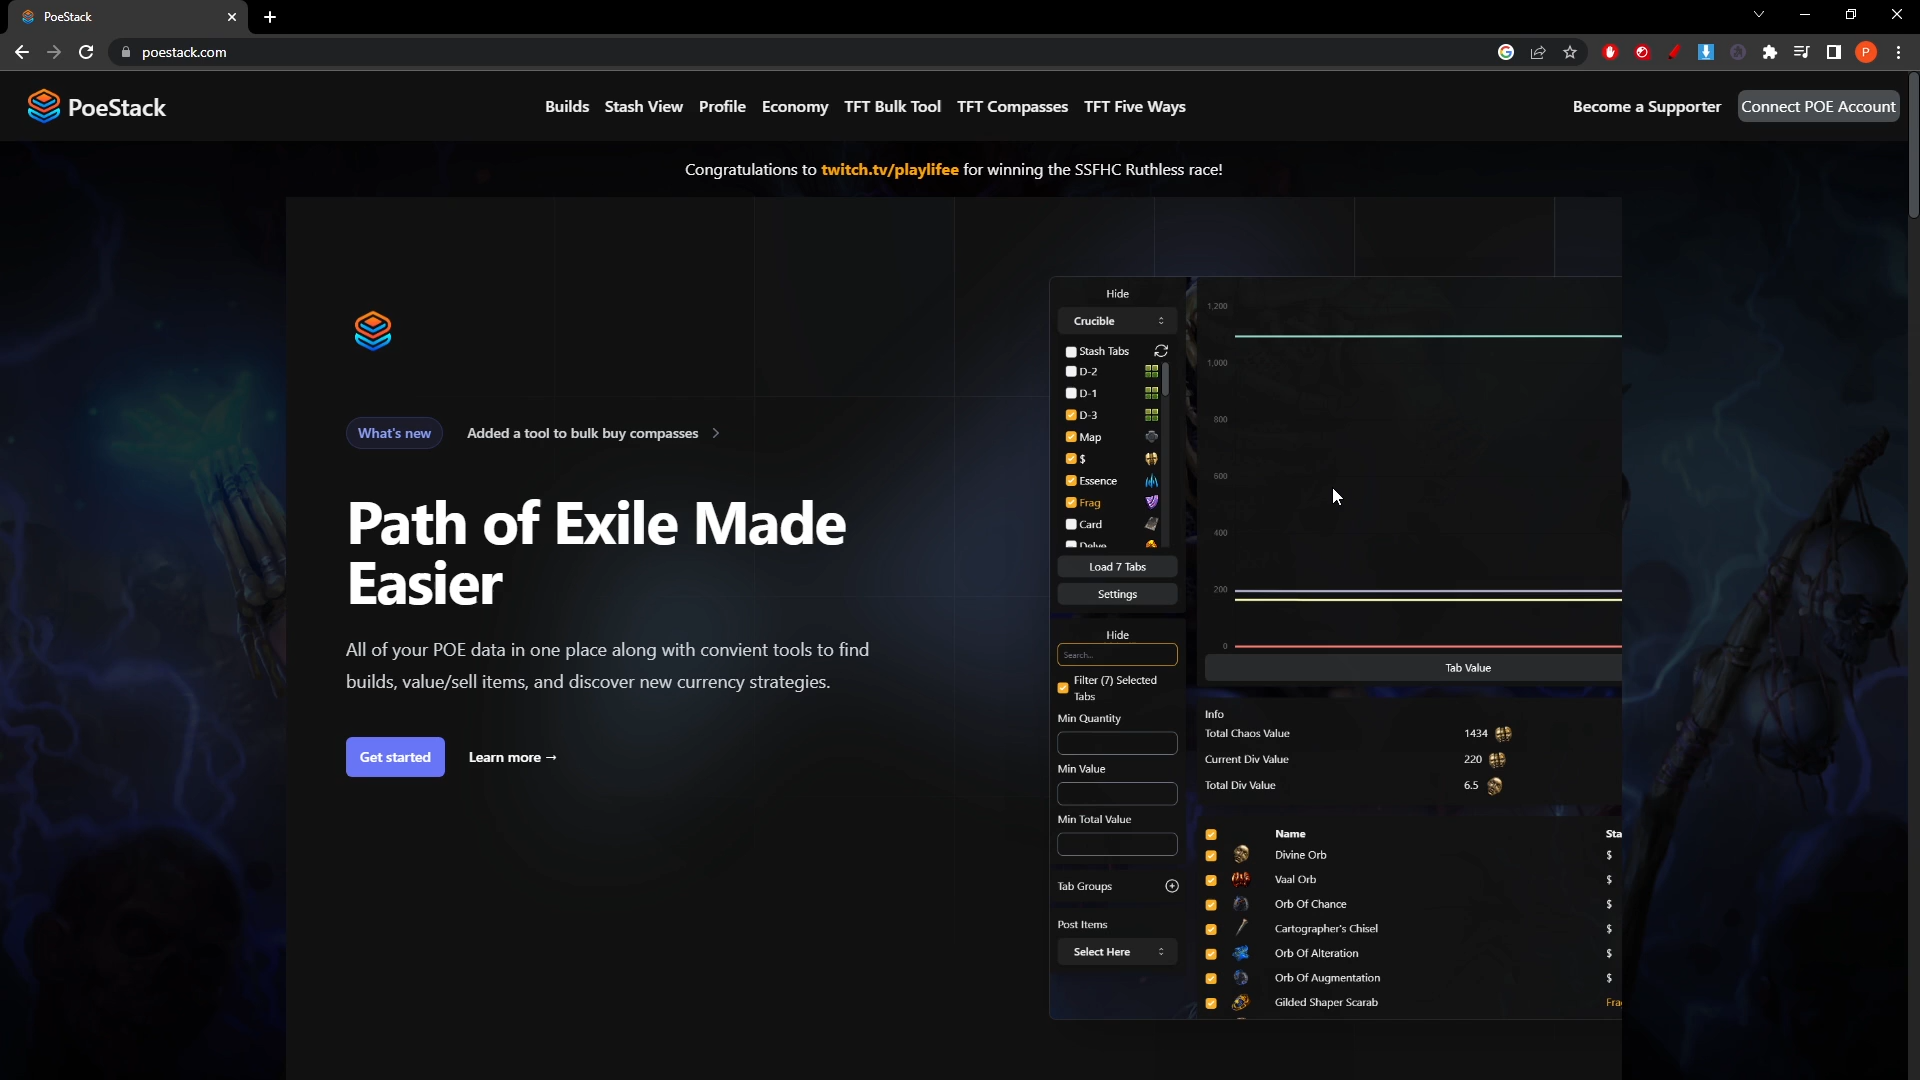 PoeStack
poestack.com
P
PoeStack
Builds Stash View Profile Economy TFT Bulk Tool TFT Compasses TFT Five Ways
Become a Supporter Connect POE Account
Congratulations to twitch.tv/playlifee for winning the SSFHC Ruthless race!
What's new Added a tool to bulk buy compasses
Path of Exile Made
Easier
All of your POE data in one place along with convient tools to find
builds, value/sell items, and discover new currency strategies.
Get started Learn more →
Hide
Crucible
Stash Tabs
D-2
D-1
D-3
Map
$
Essence
Frag
Card
Delve
Load 7 Tabs
Settings
Hide
Search...
Filter (7) Selected
Tabs
Min Quantity
Min Value
Min Total Value
Tab Groups
Post Items
Select Here
1,200
1,000
800
600
400
200
0
Tab Value
Info
Total Chaos Value 1434
Current Div Value 220
Total Div Value 6.5
Name Sta
Divine Orb $
Vaal Orb $
Orb Of Chance $
Cartographer's Chisel $
Orb Of Alteration $
Orb Of Augmentation $
Gilded Shaper Scarab Fra